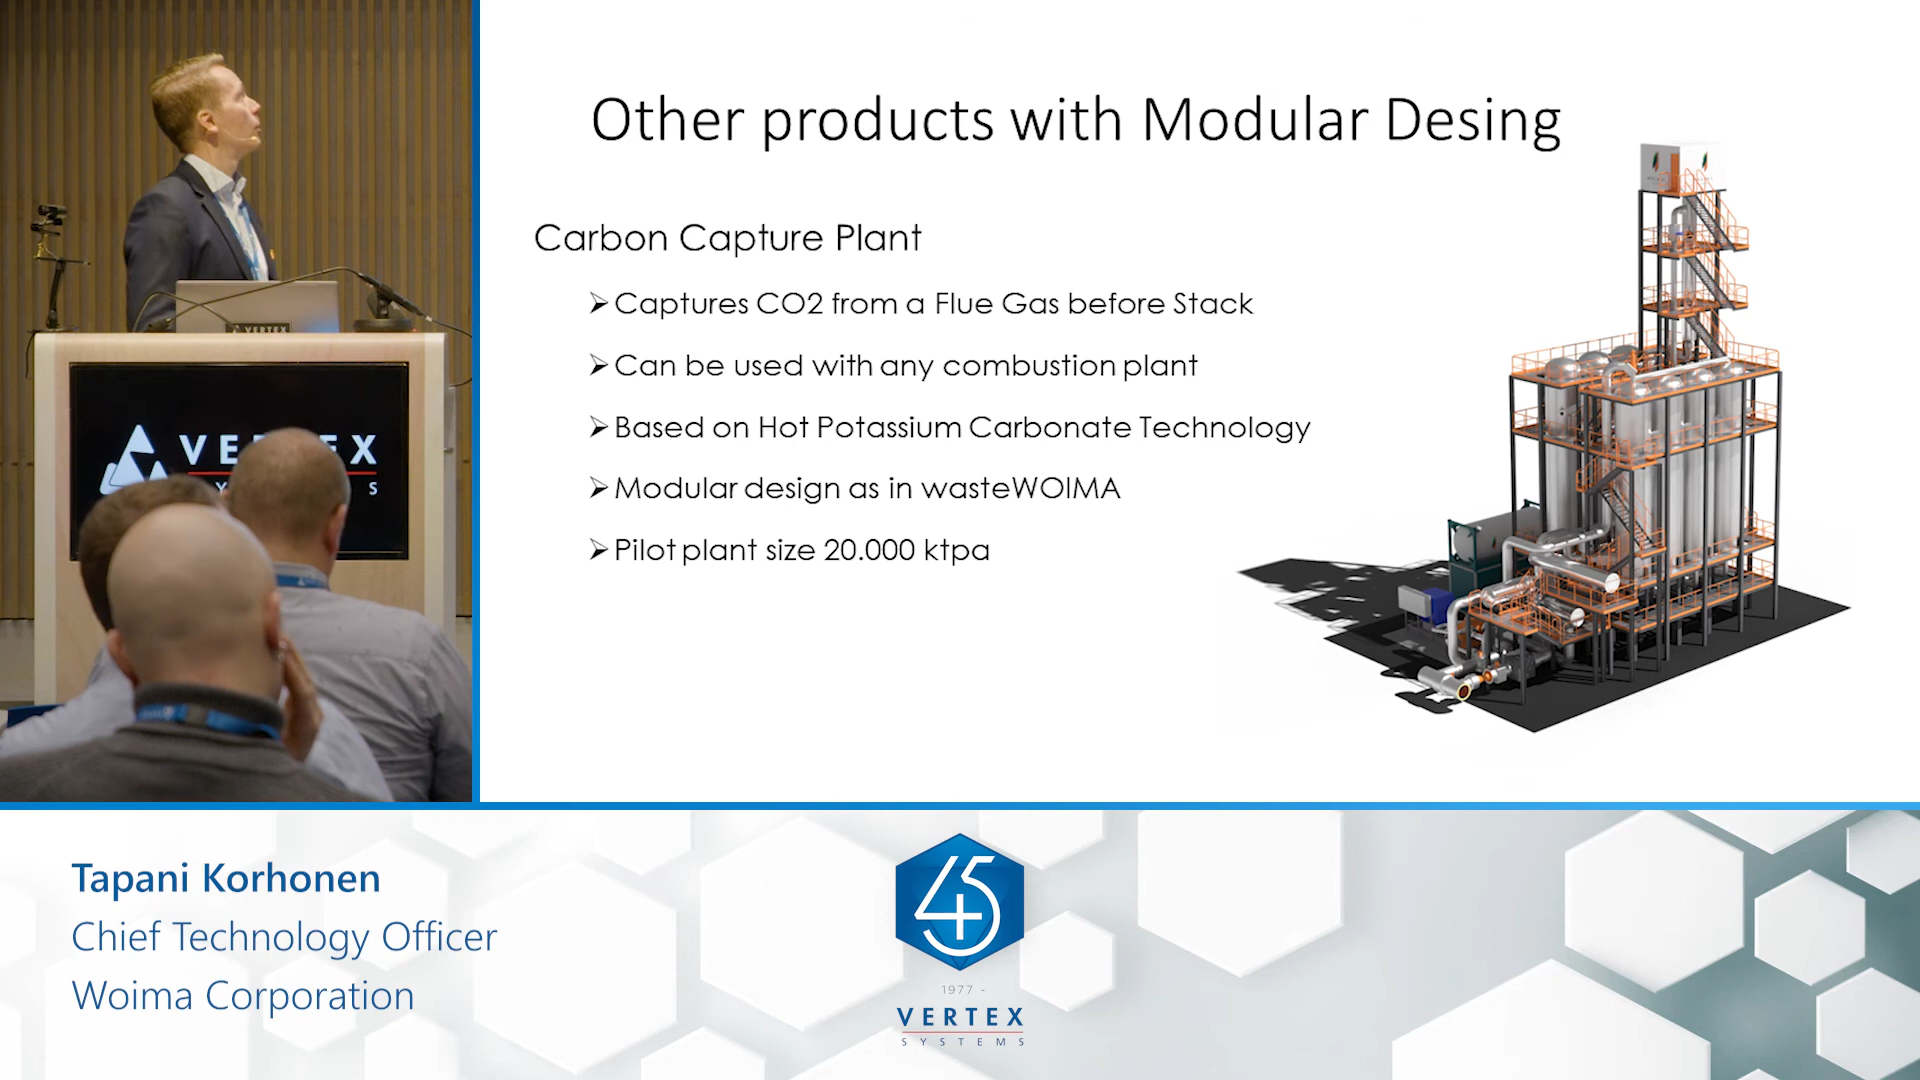 Other products with Modular Desing
Carbon Capture Plant
➢Captures CO2 from a Flue Gas before Stack
➢Can be used with any combustion plant
➢Based on Hot Potassium Carbonate Technology
➢Modular design as in wasteWOIMA
➢Pilot plant size 20.000 ktpa
VERTEX
Tapani Korhonen
Chief Technology Officer
Woima Corporation
45
1977 -
VERTEX
SYSTEMS